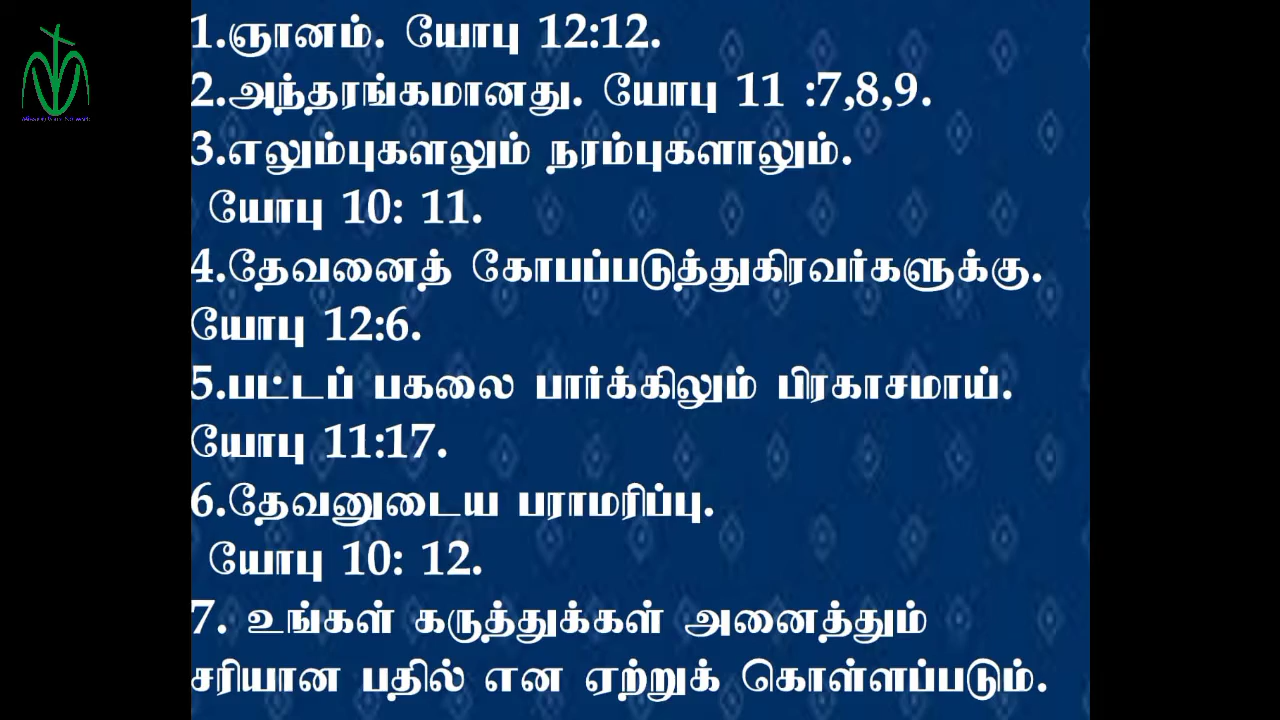 1.ஞானம். யோபு 12:12.
2.அந்தரங்கமானது. யோபு 11 :7,8,9.
3.எலும்புகளலும் நரம்புகளாலும்.
யோபு 10: 11.
4.தேவனைத் கோபப்படுத்துகிரவர்களுக்கு.
யோபு 12:6.
5.பட்டப் பகலை பார்க்கிலும் பிரகாசமாய்.
யோபு 11:17.
6.தேவனுடைய பராமரிப்பு.
யோபு 10: 12.
7. உங்கள் கருத்துக்கள் அனைத்தும்
சரியான பதில் என ஏற்றுக் கொள்ளப்படும்.